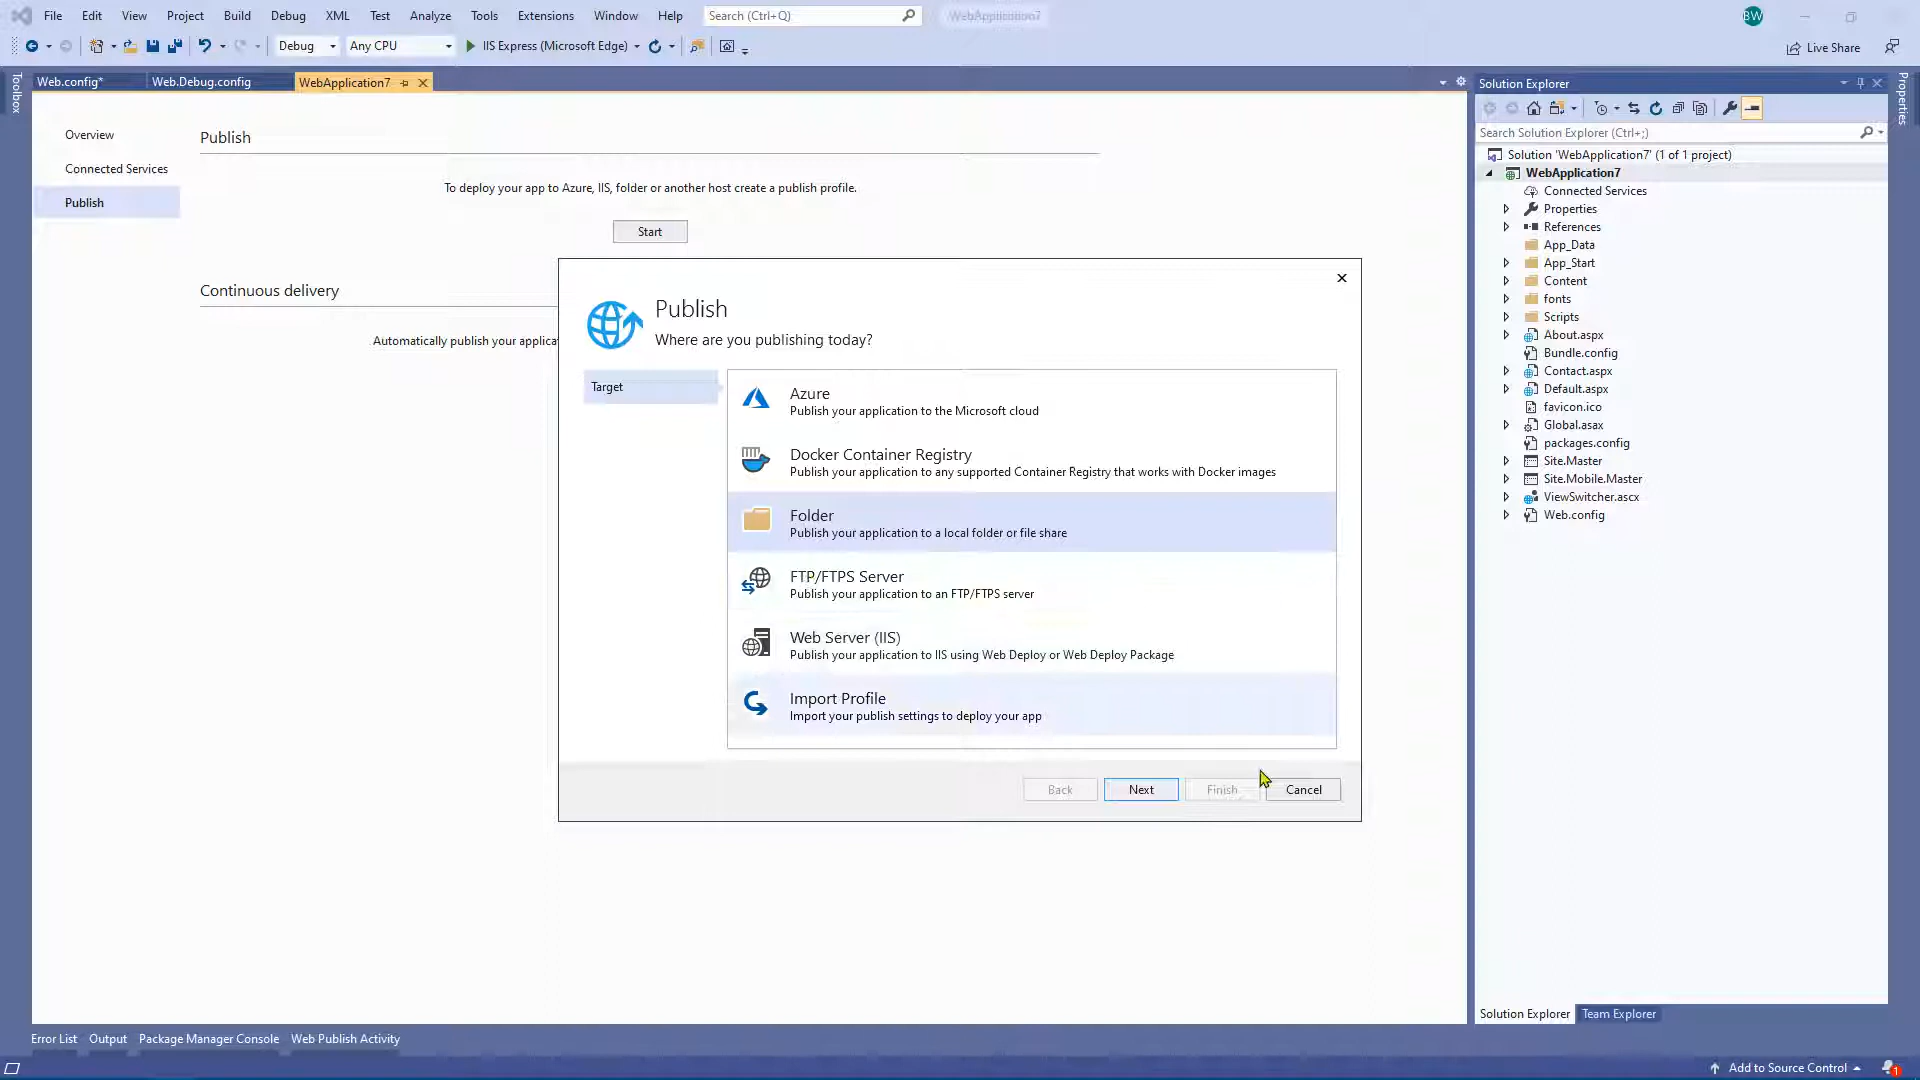 File Edit View Project Build Debug XML Test Analyze Tools Extensions Window Help Search (Ctrl+Q) WebApplication7 BW
Debug Any CPU IIS Express (Microsoft Edge) Live Share
Toolbox
Web.config* Web.Debug.config WebApplication7
Overview
Connected Services
Publish
Publish
To deploy your app to Azure, IIS, folder or another host create a publish profile.
Start
Continuous delivery
Automatically publish your applicat
Publish
Where are you publishing today?
Target
Azure
Publish your application to the Microsoft cloud
Docker Container Registry
Publish your application to any supported Container Registry that works with Docker images
Folder
Publish your application to a local folder or file share
FTP/FTPS Server
Publish your application to an FTP/FTPS server
Web Server (IIS)
Publish your application to IIS using Web Deploy or Web Deploy Package
Import Profile
Import your publish settings to deploy your app
Back Next Finish Cancel
Solution Explorer
Search Solution Explorer (Ctrl+;)
Solution 'WebApplication7' (1 of 1 project)
WebApplication7
Connected Services
Properties
References
App_Data
App_Start
Content
fonts
Scripts
About.aspx
Bundle.config
Contact.aspx
Default.aspx
favicon.ico
Global.asax
packages.config
Site.Master
Site.Mobile.Master
ViewSwitcher.ascx
Web.config
Solution Explorer Team Explorer
Properties
Error List Output Package Manager Console Web Publish Activity
Add to Source Control 1